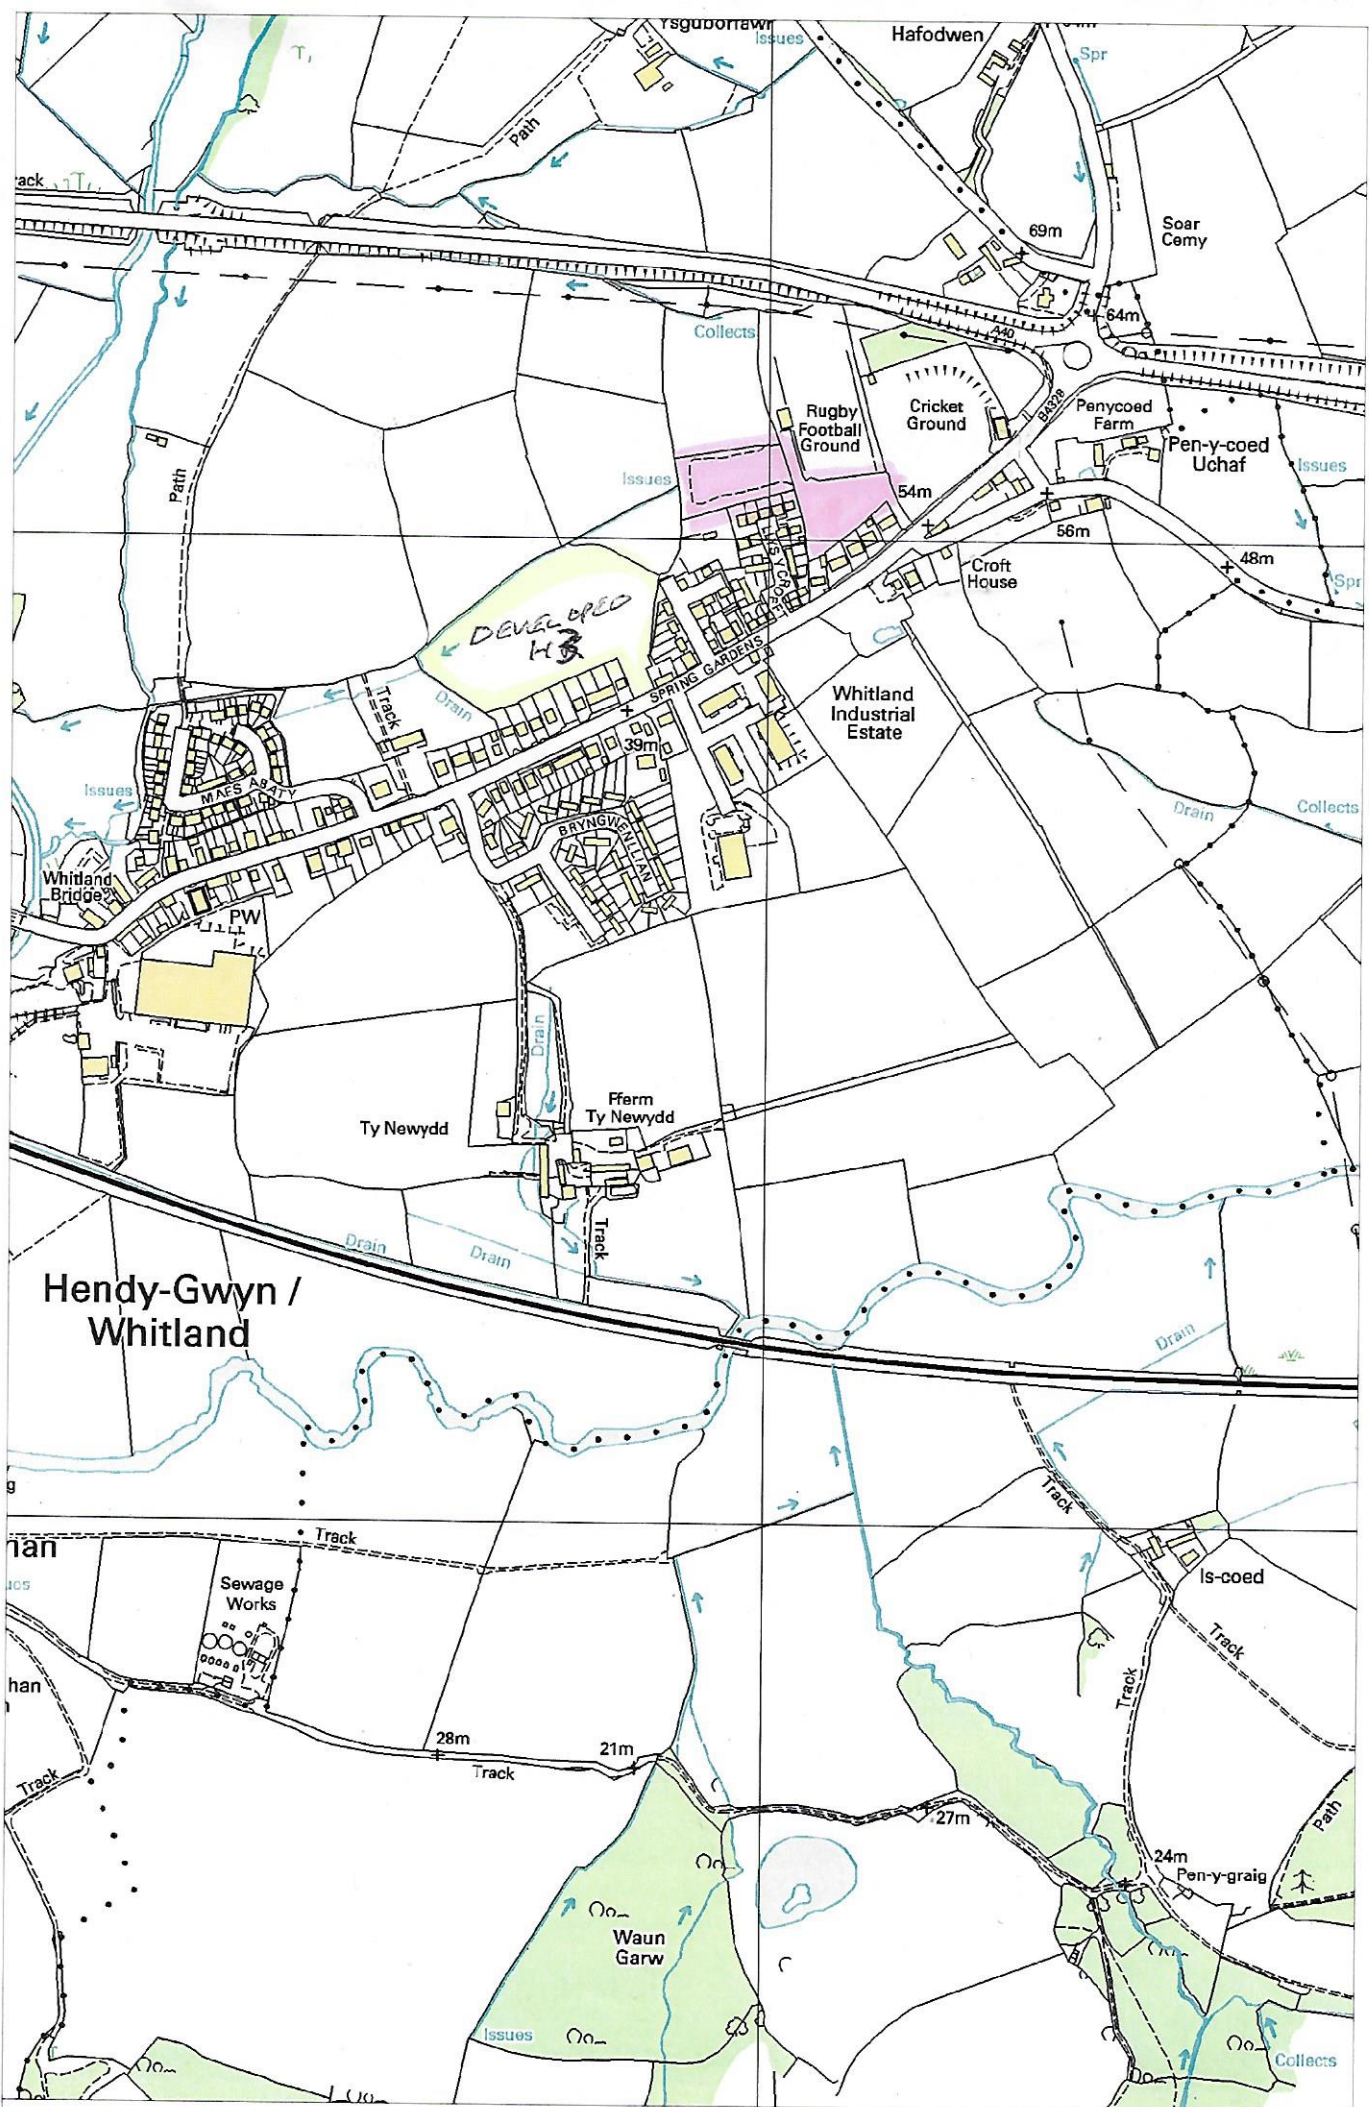 Issues
Hafodwen
Spr
Path
69m
Soar
Cemy
64m
A40
Collects
B4328
Rugby
Football
Ground
Cricket
Ground
Penycoed
Farm
Pen-y-coed
Uchaf
Issues
Issues
Path
54m
56m
48m
Spr
Croft
House
LLYS Y CROFFT
DEVELOPED
H3
SPRING GARDENS
Whitland
Industrial
Estate
Track
Drain
39m
Issues
MAES ABATY
BRYNGWENLLIAN
Drain
Collects
Whitland
Bridge
PW
Drain
Ty Newydd
Fferm
Ty Newydd
Track
Drain
Drain
Hendy-Gwyn /
Whitland
Drain
Track
Track
Is-coed
Sewage
Works
Track
Track
28m
21m
Track
Track
27m
24m
Pen-y-graig
Path
Waun
Garw
Issues
Collects